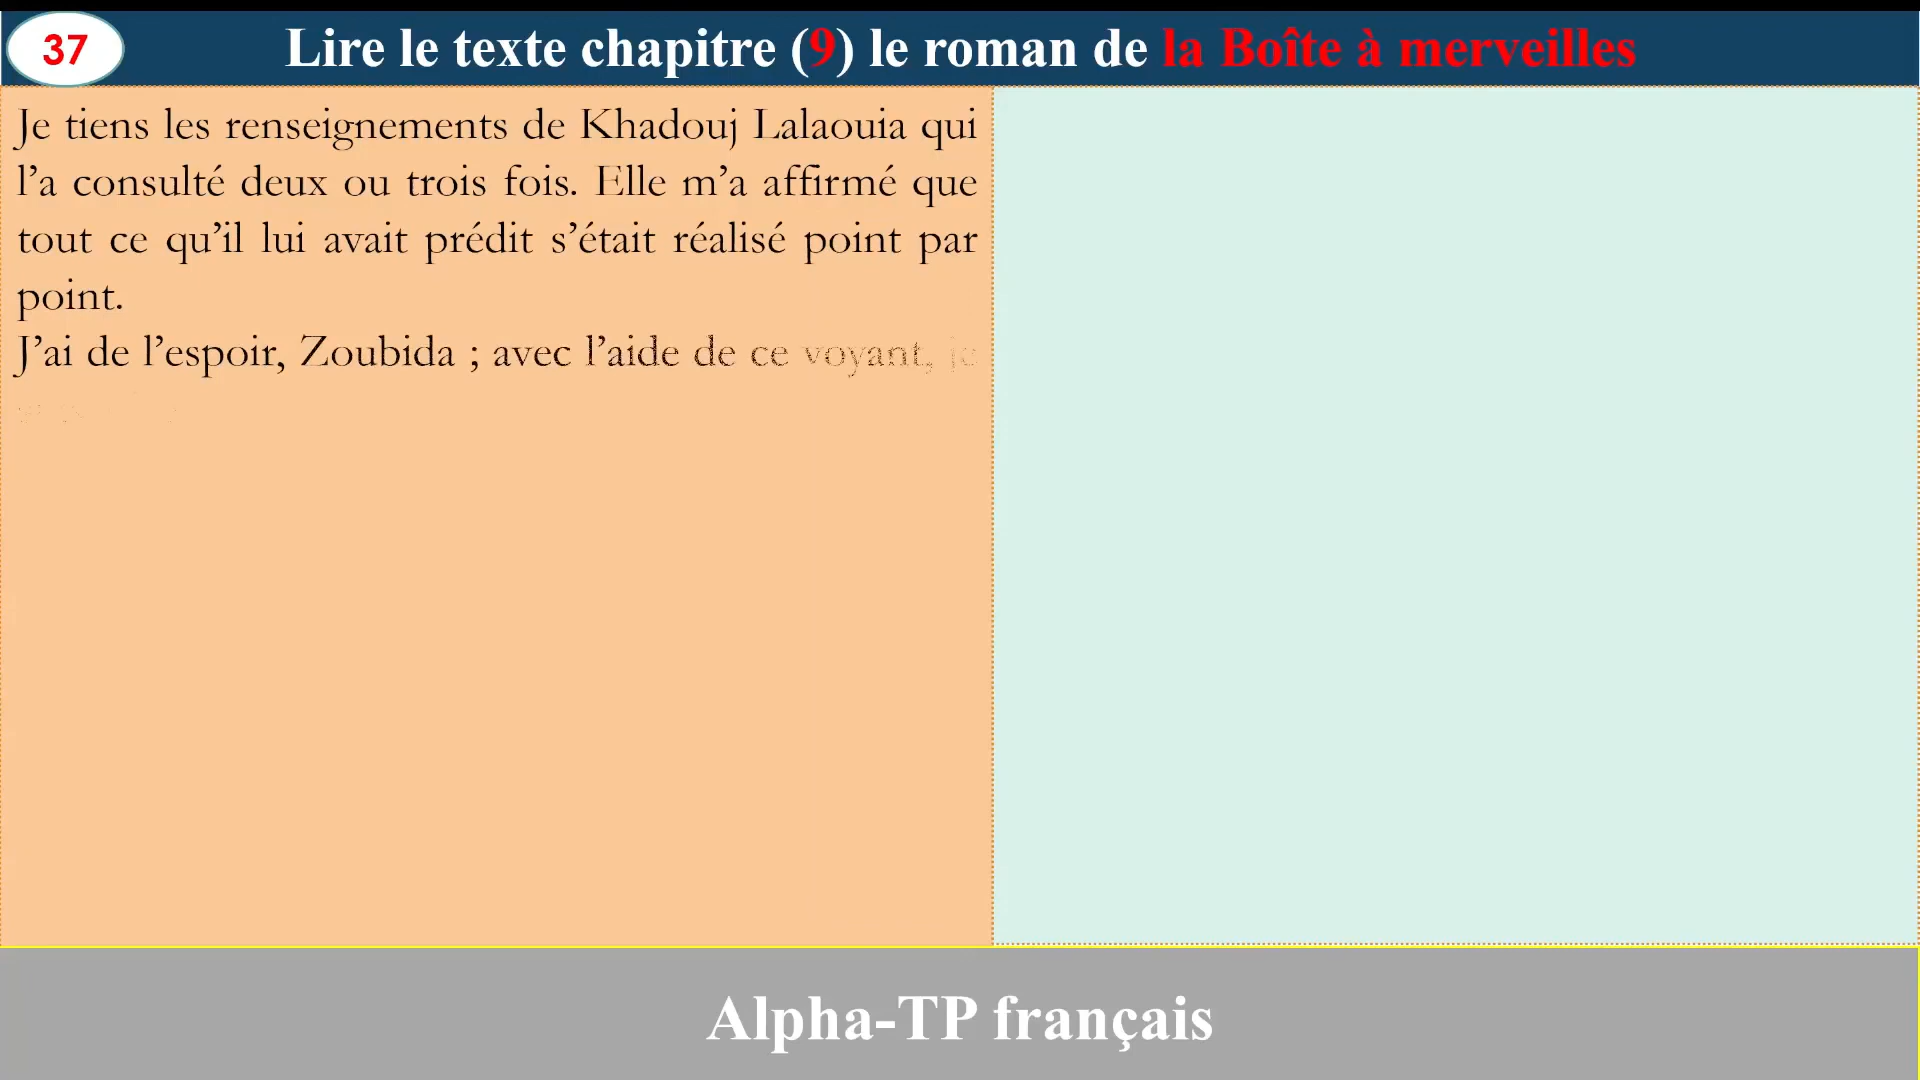 37
Lire le texte chapitre (9) le roman de la Boîte à merveilles
Je tiens les renseignements de Khadouj Lalaouia qui
l’a consulté deux ou trois fois. Elle m’a affirmé que
tout ce qu’il lui avait prédit s’était réalisé point par
point.
J’ai de l’espoir, Zoubida ; avec l’aide de ce voyant, je
Alpha-TP français